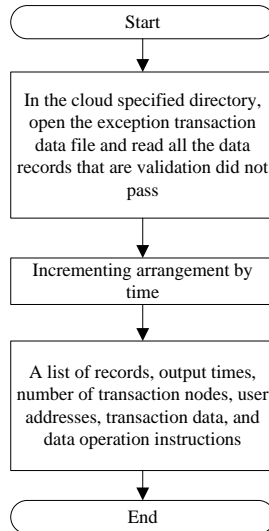 Start
In the cloud specified directory,
open the exception transaction
data file and read all the data
records that are validation did not
pass
Incrementing arrangement by
time
A list of records, output times,
number of transaction nodes, user
addresses, transaction data, and
data operation instructions
End